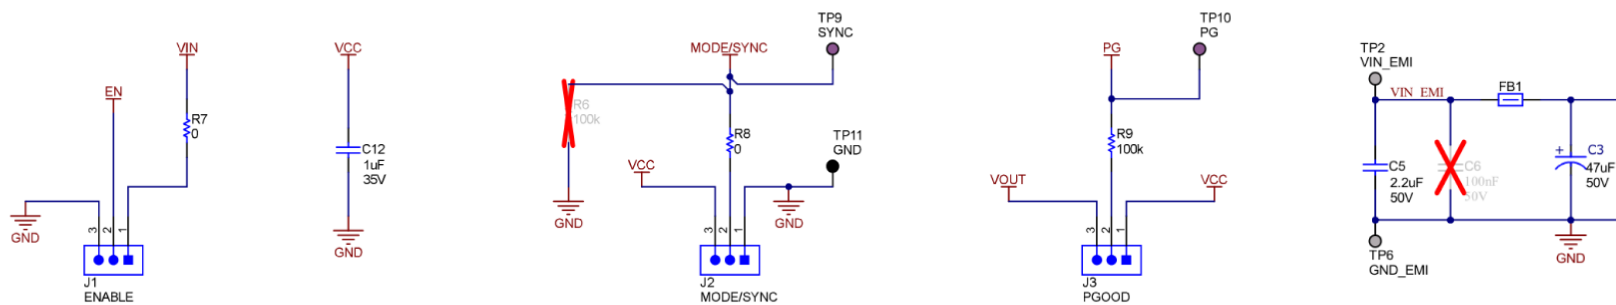 VIN
EN
R7
0
GND
3
2
1
J1
ENABLE
VCC
C12
1uF
35V
GND
TP9
SYNC
MODE/SYNC
R6
100k
R8
0
TP11
GND
VCC
GND
GND
3
2
1
J2
MODE/SYNC
TP10
PG
PG
R9
100k
VOUT
VCC
3
2
1
J3
PGOOD
TP2
VIN_EMI
VIN EMI
FB1
C5
2.2uF
50V
C6
100nF
50V
+
C3
47uF
50V
TP6
GND_EMI
GND